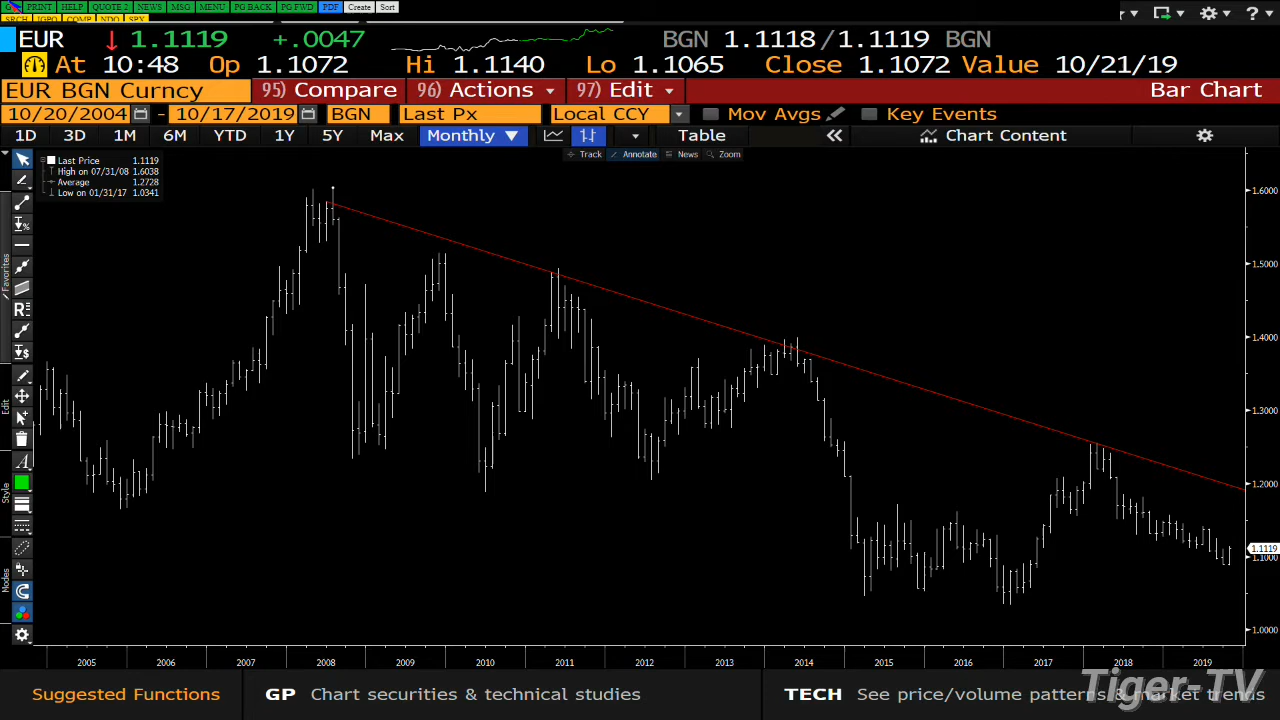 PRINT HELP QUOTE 2 NEWS MSG MENU PG BACK PG FWD PDF Create Sort
SRCH IGPO COMP NDQ SPX
EUR ↓ 1.1119 +.0047 BGN 1.1118/1.1119 BGN
At 10:48 Op 1.1072 Hi 1.1140 Lo 1.1065 Close 1.1072 Value 10/21/19
EUR BGN Curncy 95) Compare 96) Actions 97) Edit Bar Chart
10/20/2004 - 10/17/2019 BGN Last Px Local CCY Mov Avgs Key Events
1D 3D 1M 6M YTD 1Y 5Y Max Monthly ▼ Table « Chart Content
Track Annotate News Zoom
Last Price 1.1119
High on 07/31/08 1.6038
Average 1.2728
Low on 01/31/17 1.0341
1.6000
1.5000
1.4000
1.3000
1.2000
1.1119
1.1000
1.0000
Favorites
Edit
Style
Modes
2005 2006 2007 2008 2009 2010 2011 2012 2013 2014 2015 2016 2017 2018 2019
Suggested Functions GP Chart securities & technical studies TECH See price/volume patterns & market trends
Tiger-TV